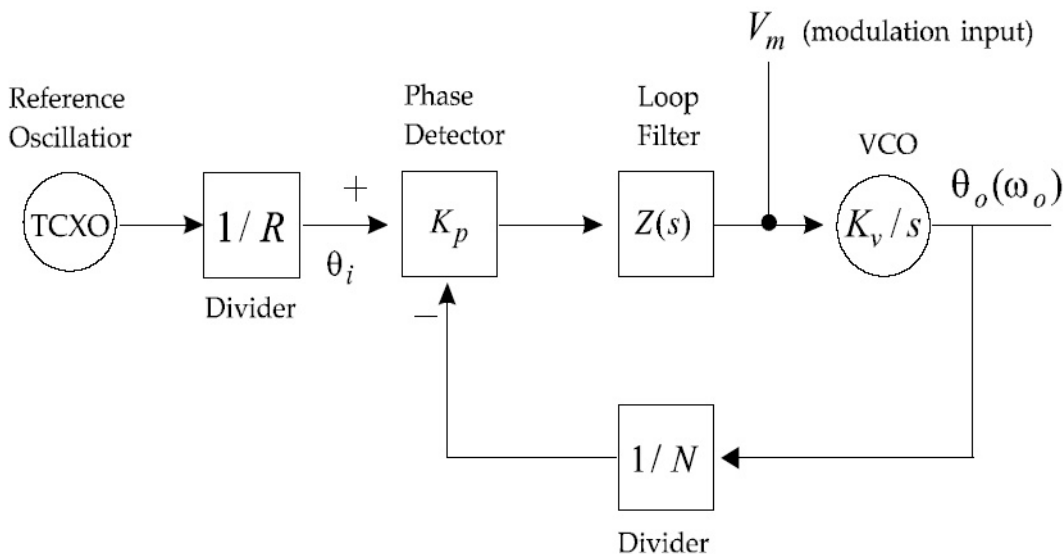 V_m (modulation input)
Reference
Oscillatior
Phase
Detector
Loop
Filter
VCO
θ_o(ω_o)
TCXO
1/R
+
θ_i
K_p
Z(s)
K_v/s
Divider
−
1/N
Divider